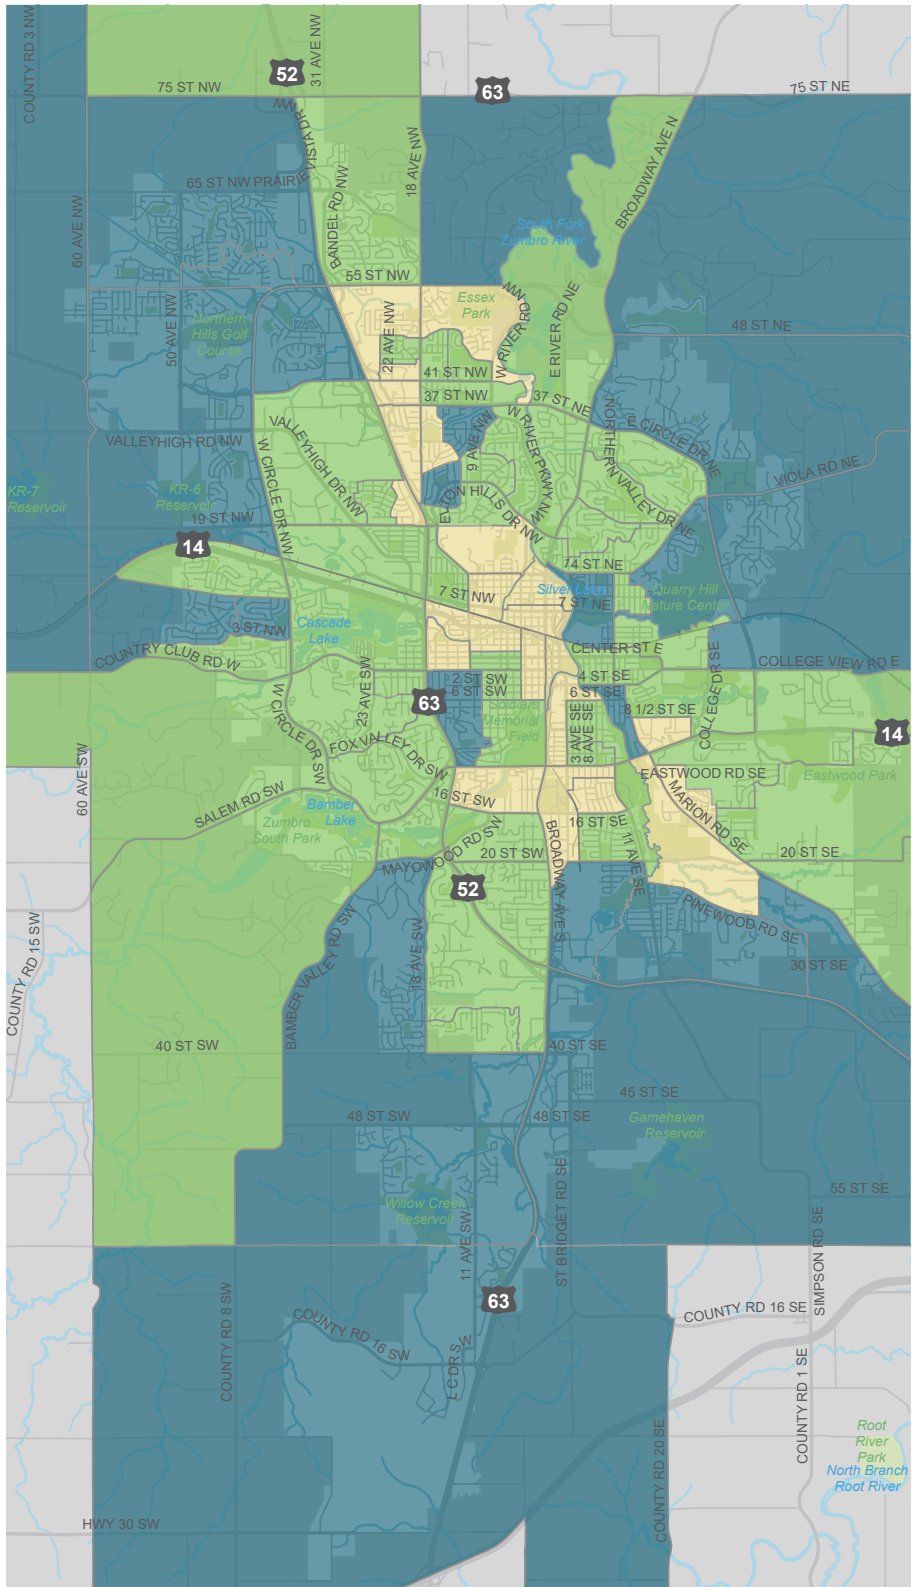 COUNTY RD 3 NW
31 AVE NW
52
63
75 ST NW
75 ST NE
VISTA DR NW
18 AVE NW
BROADWAY AVE N
65 ST NW PRAIRIE
BANDEL RD NW
60 AVE NW
South Fork
Zumbro River
55 ST NW
Essex
Park
W RIVER RD NW
E RIVER RD NE
Northern
Hills Golf
Course
50 AVE NW
22 AVE NW
48 ST NE
41 ST NW
37 ST NW
37 ST NE
VALLEYHIGH RD NW
VALLEYHIGH DR NW
W CIRCLE DR NW
9 AVE NW
W RIVER PKWY NW
NORTHERN VALLEY DR NE
E CIRCLE DR NE
VIOLA RD NE
KR-7
Reservoir
KR-6
Reservoir
ELTON HILLS DR NW
19 ST NW
14
14 ST NE
7 ST NW
Silver Lake
7 ST NE
Quarry Hill
Nature Center
3 ST NW
Cascade
Lake
CENTER ST E
COUNTRY CLUB RD W
COLLEGE VIEW RD E
2 ST SW
4 ST SE
6 ST SW
6 ST SE
23 AVE SW
W CIRCLE DR SW
63
Soldiers
Memorial
Field
3 AVE SE
8 AVE SE
8 1/2 ST SE
COLLEGE DR SE
14
FOX VALLEY DR SW
EASTWOOD RD SE
Eastwood Park
60 AVE SW
SALEM RD SW
Bamber
Lake
16 ST SW
MARION RD SE
Zumbro
South Park
BROADWAY AVE S
16 ST SE
11 AVE SE
MAYOWOOD RD SW
20 ST SW
20 ST SE
52
PINEWOOD RD SE
COUNTY RD 15 SW
BAMBER VALLEY RD SW
18 AVE SW
30 ST SE
40 ST SW
40 ST SE
45 ST SE
48 ST SW
48 ST SE
Gamehaven
Reservoir
Willow Creek
Reservoir
55 ST SE
11 AVE SW
ST BRIDGET RD SE
SIMPSON RD SE
63
COUNTY RD 8 SW
COUNTY RD 16 SW
COUNTY RD 16 SE
L C DR SW
COUNTY RD 1 SE
COUNTY RD 20 SE
Root
River
Park
North Branch
Root River
HWY 30 SW